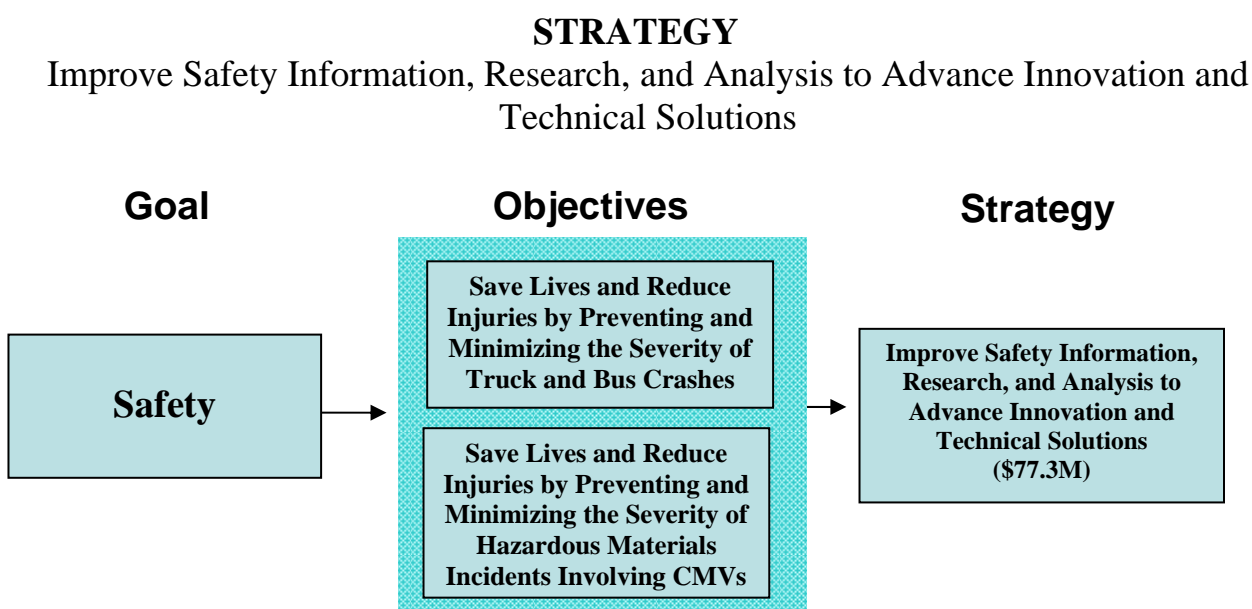 STRATEGY
Improve Safety Information, Research, and Analysis to Advance Innovation and
Technical Solutions
Goal
Objectives
Strategy
Safety
Save Lives and Reduce
Injuries by Preventing and
Minimizing the Severity of
Truck and Bus Crashes
Save Lives and Reduce
Injuries by Preventing and
Minimizing the Severity of
Hazardous Materials
Incidents Involving CMVs
Improve Safety Information,
Research, and Analysis to
Advance Innovation and
Technical Solutions
($77.3M)